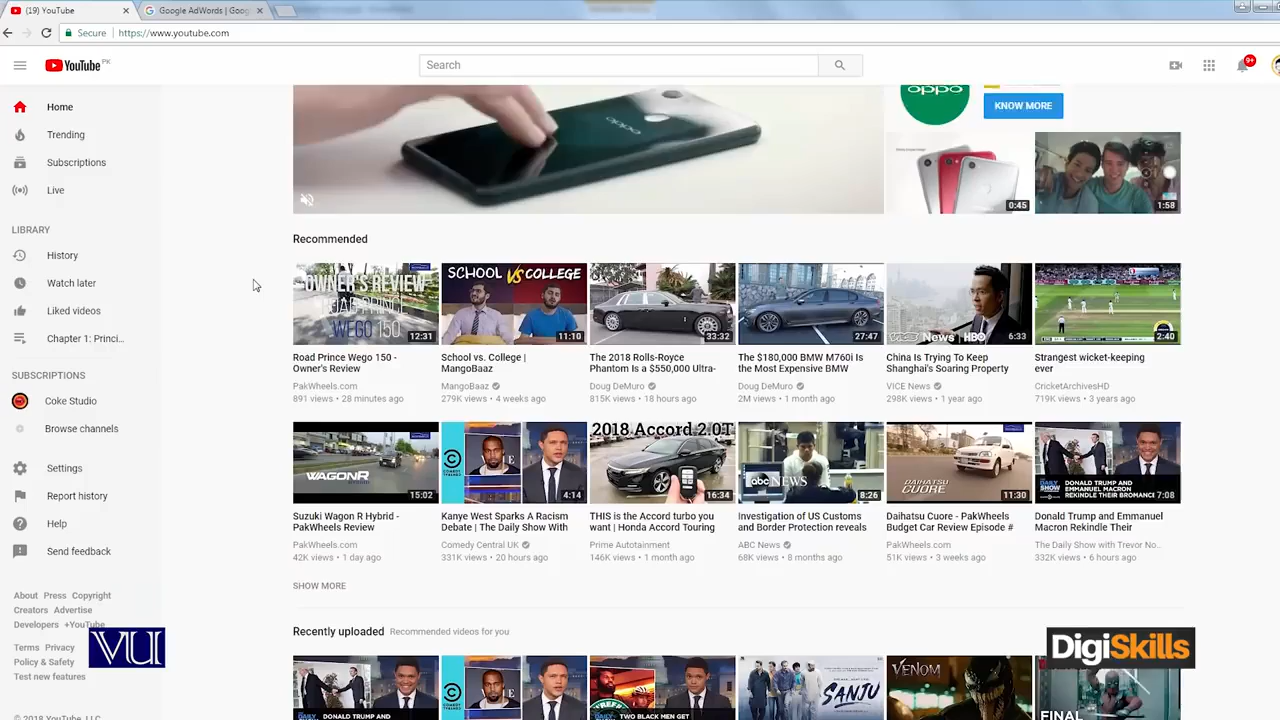 (19) YouTube
Google AdWords | Goog
Secure
https://www.youtube.com
YouTube PK
Search
9+
Home
Trending
Subscriptions
Live
LIBRARY
History
Watch later
Liked videos
Chapter 1: Princi...
SUBSCRIPTIONS
Coke Studio
Browse channels
Settings
Report history
Help
Send feedback
About Press Copyright
Creators Advertise
Developers +YouTube
Terms Privacy
Policy & Safety
Test new features
© 2018 YouTube, LLC
VU
oppo
oppo
KNOW MORE
0:45
1:58
Recommended
OWNER'S REVIEW
ROAD PRINCE
WEGO 150
12:31
SCHOOL VS COLLEGE
11:10
33:32
27:47
VICE News | HBO
6:33
2:40
Road Prince Wego 150 -
Owner's Review
PakWheels.com
891 views • 28 minutes ago
School vs. College |
MangoBaaz
MangoBaaz
279K views • 4 weeks ago
The 2018 Rolls-Royce
Phantom Is a $550,000 Ultra-
Doug DeMuro
815K views • 18 hours ago
The $180,000 BMW M760i Is
the Most Expensive BMW
Doug DeMuro
2M views • 1 month ago
China Is Trying To Keep
Shanghai's Soaring Property
VICE News
298K views • 1 year ago
Strangest wicket-keeping
ever
CricketArchivesHD
719K views • 3 years ago
WAGONR
15:02
COMEDY
CENTRAL
4:14
2018 Accord 2.0T
16:34
abc NEWS
8:26
DAIHATSU
CUORE
11:30
DAILY
SHOW
DONALD TRUMP AND
EMMANUEL MACRON
REKINDLE THEIR BROMANCE
7:08
Suzuki Wagon R Hybrid -
PakWheels Review
PakWheels.com
42K views • 1 day ago
Kanye West Sparks A Racism
Debate | The Daily Show With
Comedy Central UK
331K views • 20 hours ago
THIS is the Accord turbo you
want | Honda Accord Touring
Prime Autotainment
146K views • 1 month ago
Investigation of US Customs
and Border Protection reveals
ABC News
68K views • 8 months ago
Daihatsu Cuore - PakWheels
Budget Car Review Episode #
PakWheels.com
51K views • 3 weeks ago
Donald Trump and Emmanuel
Macron Rekindle Their
The Daily Show with Trevor No...
332K views • 6 hours ago
SHOW MORE
Recently uploaded
Recommended videos for you
DigiSkills
DONALD TRUMP AND
TWO BLACK MEN GET
SANJU
VENOM
FINAL